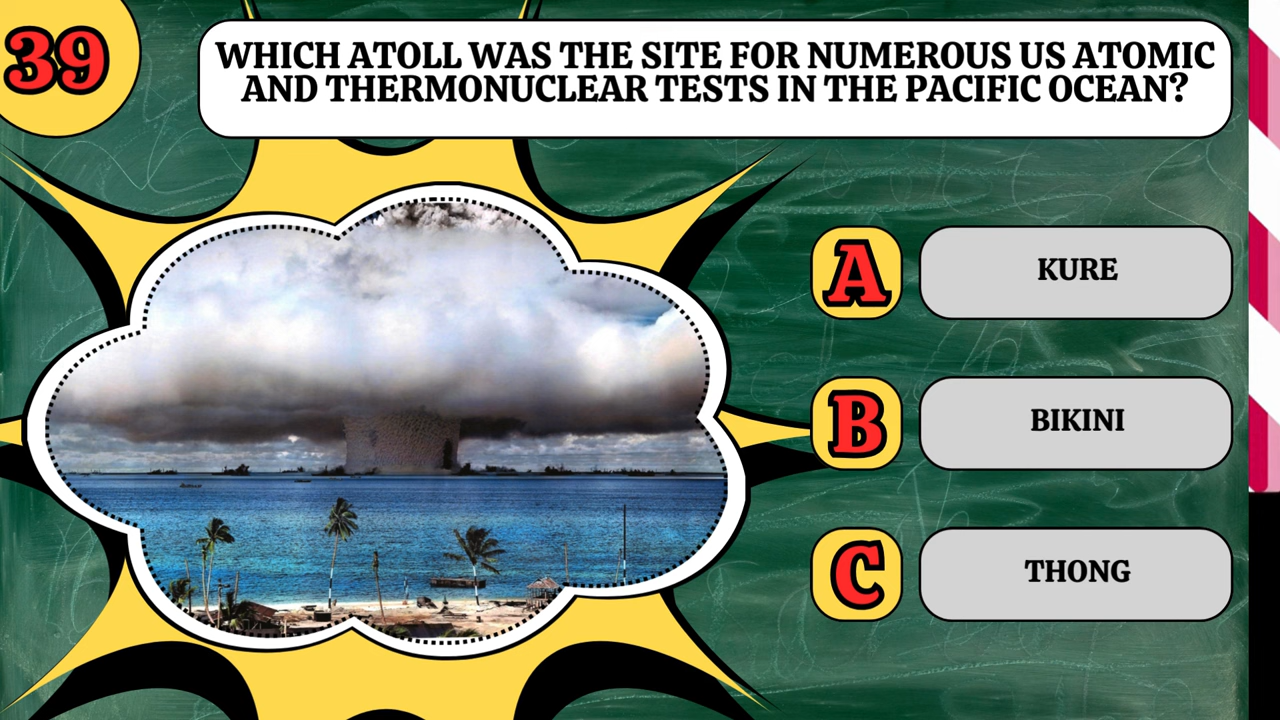 39
WHICH ATOLL WAS THE SITE FOR NUMEROUS US ATOMIC
AND THERMONUCLEAR TESTS IN THE PACIFIC OCEAN?
A KURE
B BIKINI
C THONG